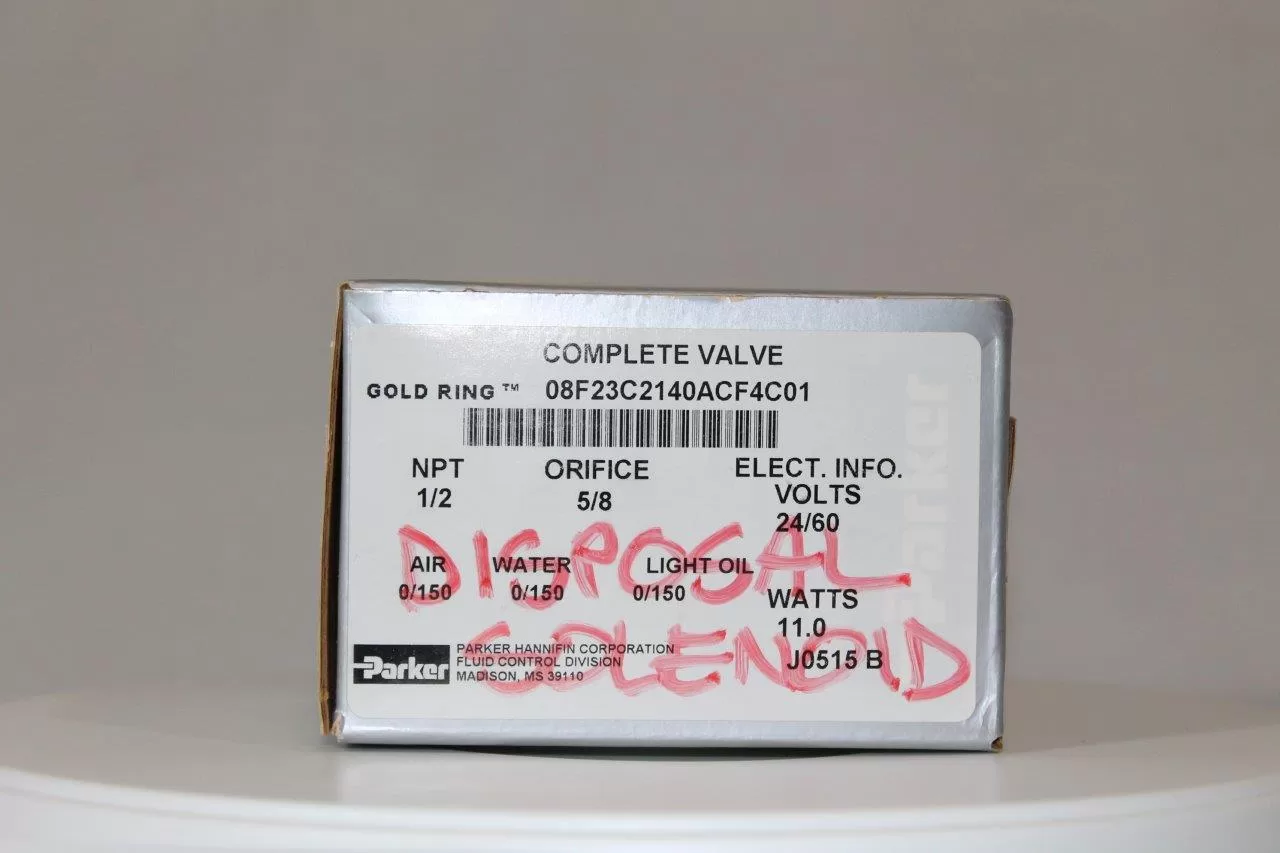 COMPLETE VALVE
GOLD RING™ 08F23C2140ACF4C01
NPT ORIFICE ELECT. INFO.
1/2 5/8 VOLTS
24/60
DISPOSAL
AIR WATER LIGHT OIL
0/150 0/150 0/150 WATTS
11.0
SOLENOID
Parker PARKER HANNIFIN CORPORATION
FLUID CONTROL DIVISION J0515 B
MADISON, MS 39110
Parker